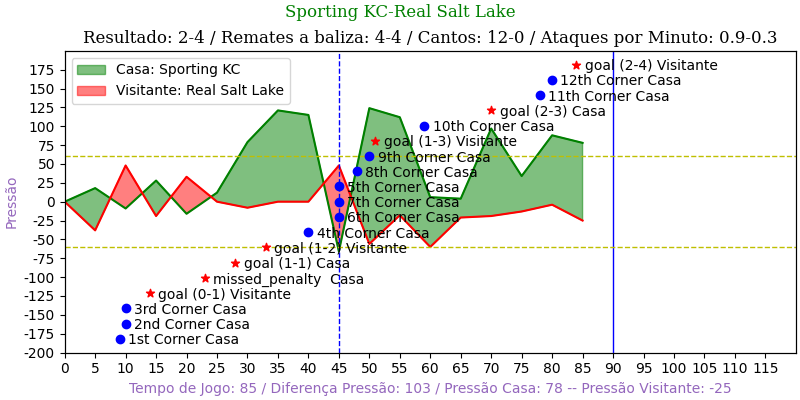 Sporting KC-Real Salt Lake
Resultado: 2-4 / Remates a baliza: 4-4 / Cantos: 12-0 / Ataques por Minuto: 0.9-0.3
Casa: Sporting KC
Visitante: Real Salt Lake
Pressão
175
150
125
100
75
50
25
0
-25
-50
-75
-100
-125
-150
-175
-200
goal (2-4) Visitante
12th Corner Casa
11th Corner Casa
goal (2-3) Casa
10th Corner Casa
goal (1-3) Visitante
9th Corner Casa
8th Corner Casa
5th Corner Casa
7th Corner Casa
6th Corner Casa
4th Corner Casa
goal (1-2) Visitante
goal (1-1) Casa
missed_penalty Casa
goal (0-1) Visitante
3rd Corner Casa
2nd Corner Casa
1st Corner Casa
0 5 10 15 20 25 30 35 40 45 50 55 60 65 70 75 80 85 90 95 100 105 110 115
Tempo de Jogo: 85 / Diferença Pressão: 103 / Pressão Casa: 78 -- Pressão Visitante: -25